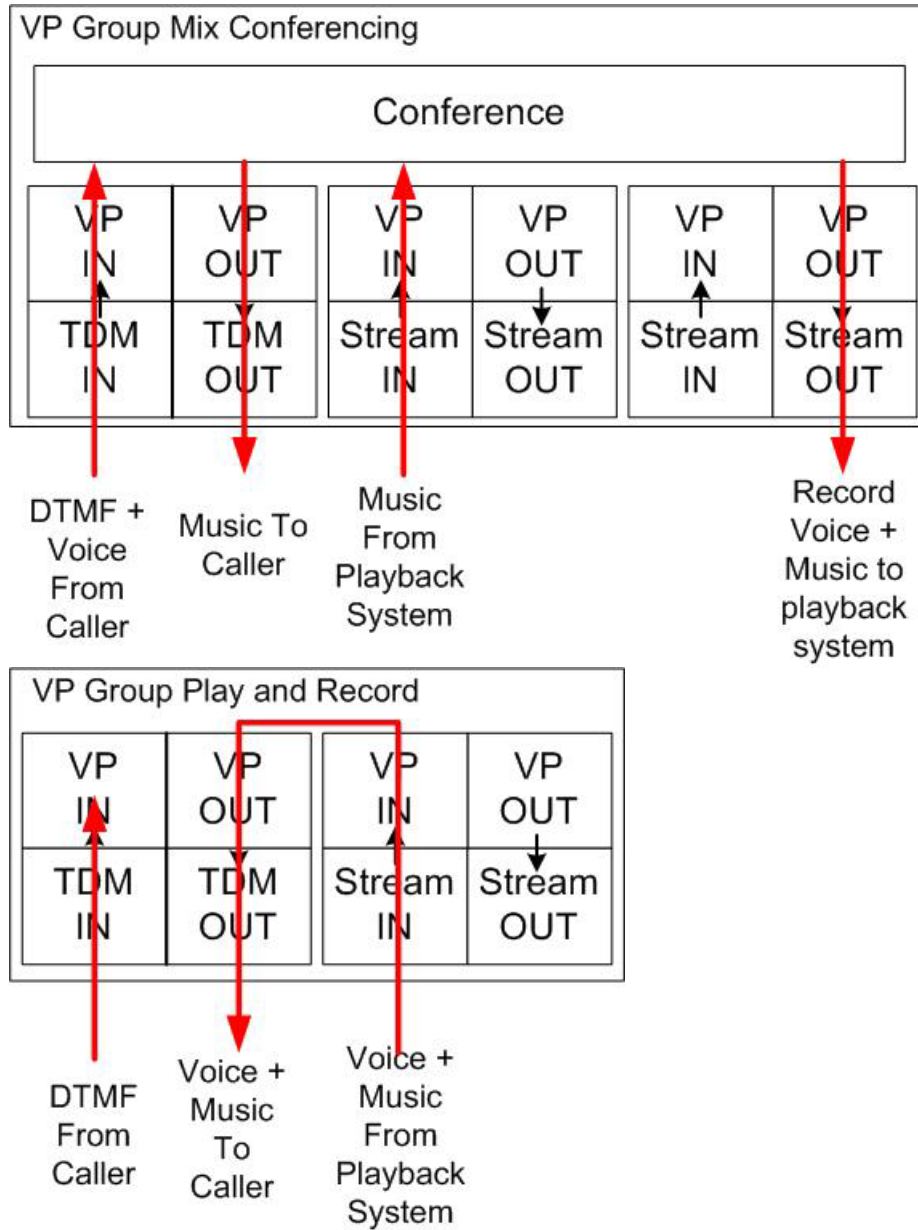 VP Group Mix Conferencing
Conference
VP IN
VP OUT
VP IN
VP OUT
VP IN
VP OUT
TDM IN
TDM OUT
Stream IN
Stream OUT
Stream IN
Stream OUT
DTMF +
Voice
From
Caller
Music To
Caller
Music
From
Playback
System
Record
Voice +
Music to
playback
system
VP Group Play and Record
VP IN
VP OUT
VP IN
VP OUT
TDM IN
TDM OUT
Stream IN
Stream OUT
DTMF
From
Caller
Voice +
Music
To
Caller
Voice +
Music
From
Playback
System